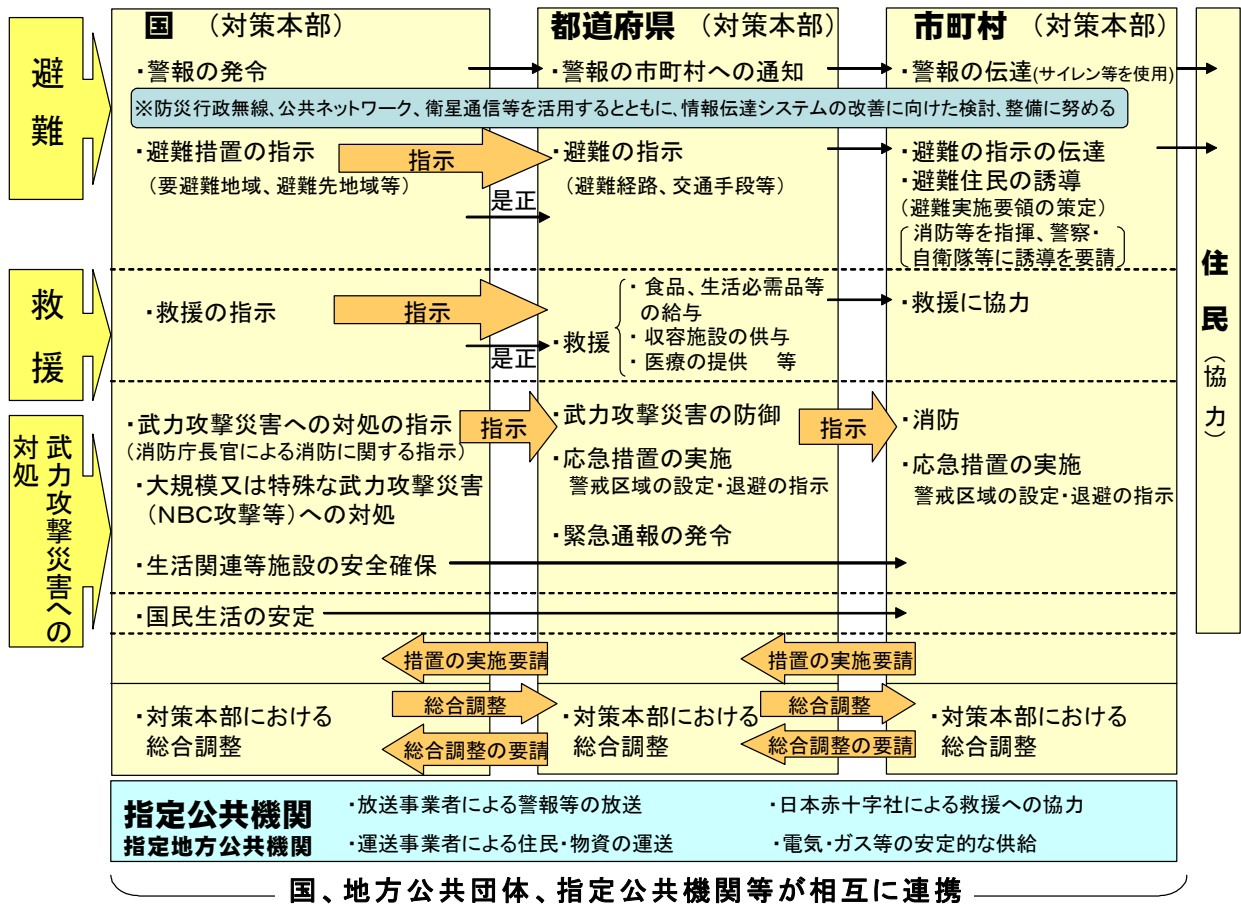 国 （対策本部）
都道府県 （対策本部）
市町村 （対策本部）
避難
・警報の発令
・警報の市町村への通知
・警報の伝達(サイレン等を使用)
※防災行政無線、公共ネットワーク、衛星通信等を活用するとともに、情報伝達システムの改善に向けた検討、整備に努める
・避難措置の指示
（要避難地域、避難先地域等）
指示
是正
・避難の指示
（避難経路、交通手段等）
・避難の指示の伝達
・避難住民の誘導
（避難実施要領の策定）
消防等を指揮、警察・
自衛隊等に誘導を要請
救援
・救援の指示
指示
是正
・救援
・食品、生活必需品等
の給与
・収容施設の供与
・医療の提供　等
・救援に協力
武力攻撃災害への
対処
・武力攻撃災害への対処の指示
（消防庁長官による消防に関する指示）
・大規模又は特殊な武力攻撃災害
（NBC攻撃等）への対処
・生活関連等施設の安全確保
・国民生活の安定
指示
・武力攻撃災害の防御
・応急措置の実施
警戒区域の設定・退避の指示
・緊急通報の発令
指示
・消防
・応急措置の実施
警戒区域の設定・退避の指示
措置の実施要請
措置の実施要請
・対策本部における
総合調整
総合調整
総合調整の要請
・対策本部における
総合調整
総合調整
総合調整の要請
・対策本部における
総合調整
住民（協力）
指定公共機関
指定地方公共機関
・放送事業者による警報等の放送
・日本赤十字社による救援への協力
・運送事業者による住民・物資の運送
・電気・ガス等の安定的な供給
国、地方公共団体、指定公共機関等が相互に連携